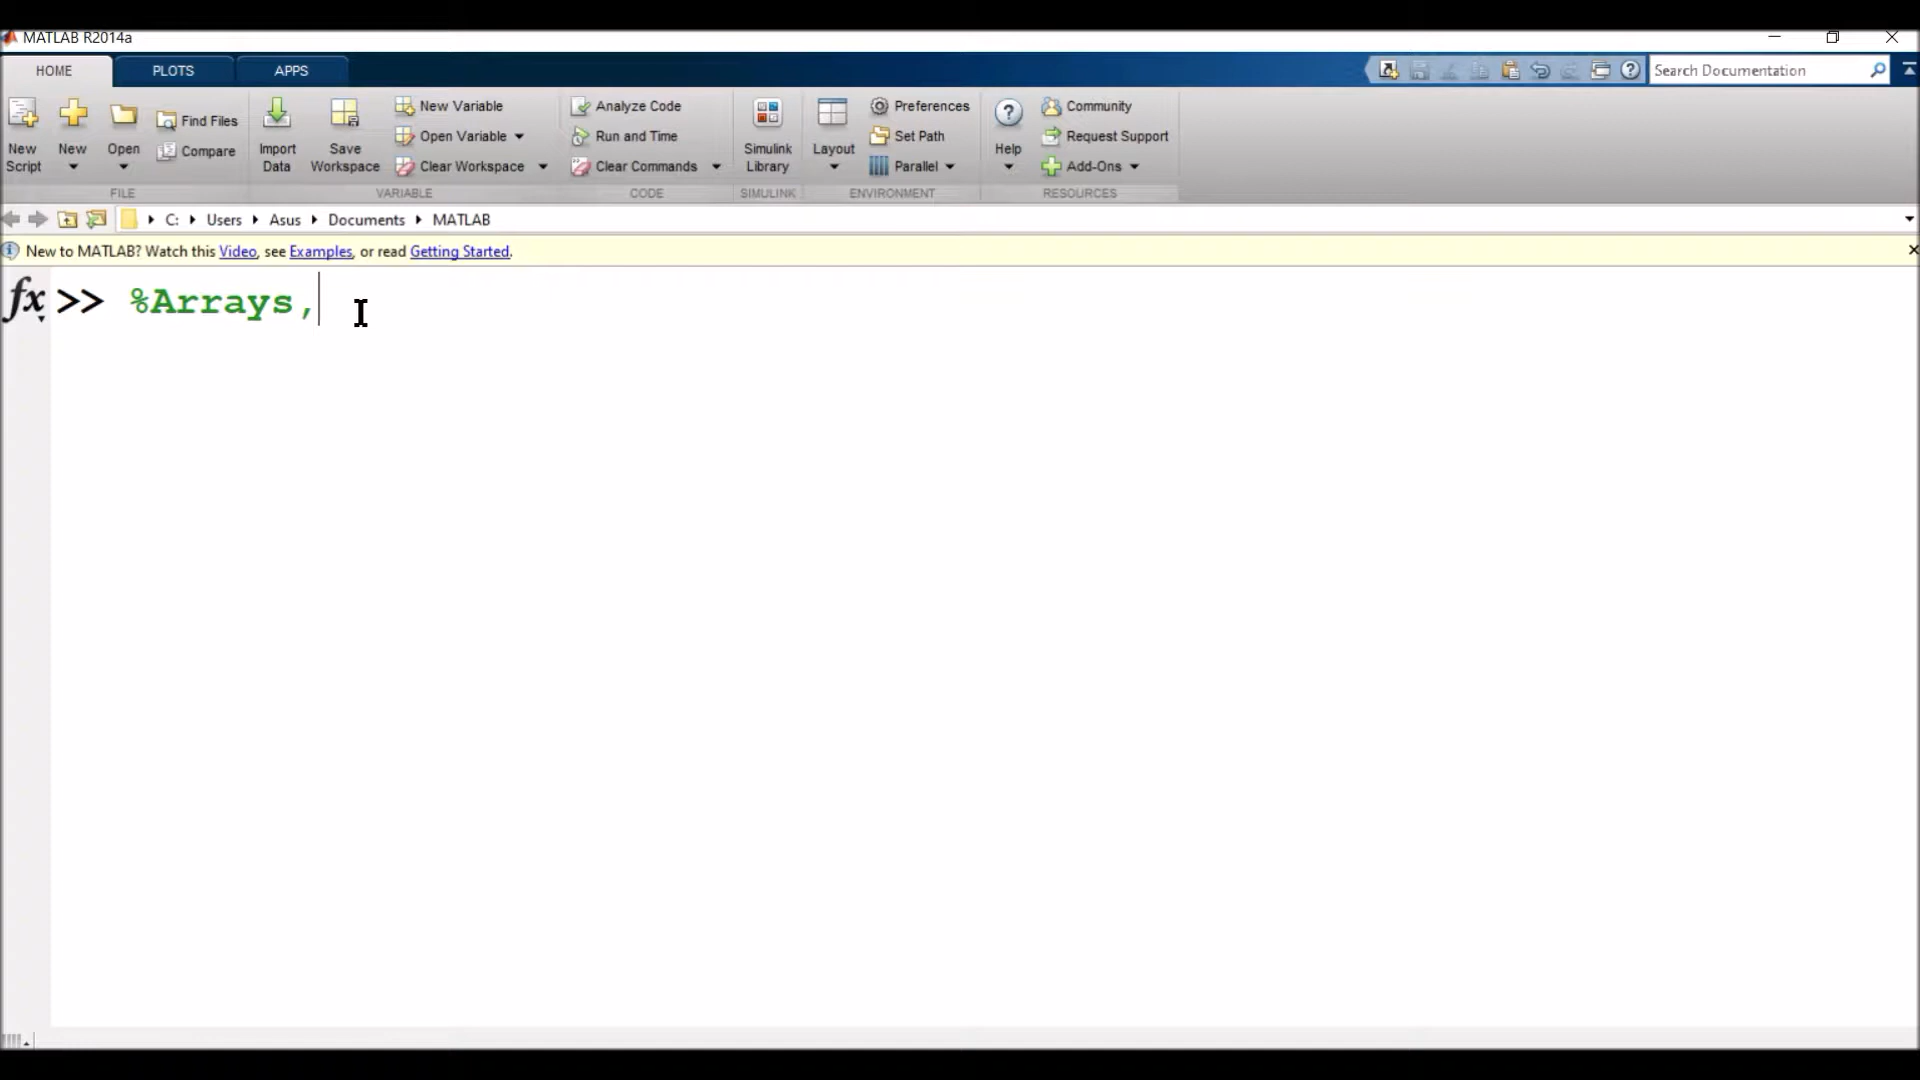 MATLAB R2014a
HOME PLOTS APPS Search Documentation
New Script New Open Find Files Compare Import Data Save Workspace New Variable Open Variable Clear Workspace Analyze Code Run and Time Clear Commands Simulink Library Layout Preferences Set Path Parallel Help Community Request Support Add-Ons
FILE VARIABLE CODE SIMULINK ENVIRONMENT RESOURCES
C: Users Asus Documents MATLAB
New to MATLAB? Watch this Video, see Examples, or read Getting Started.
fx >> %Arrays,